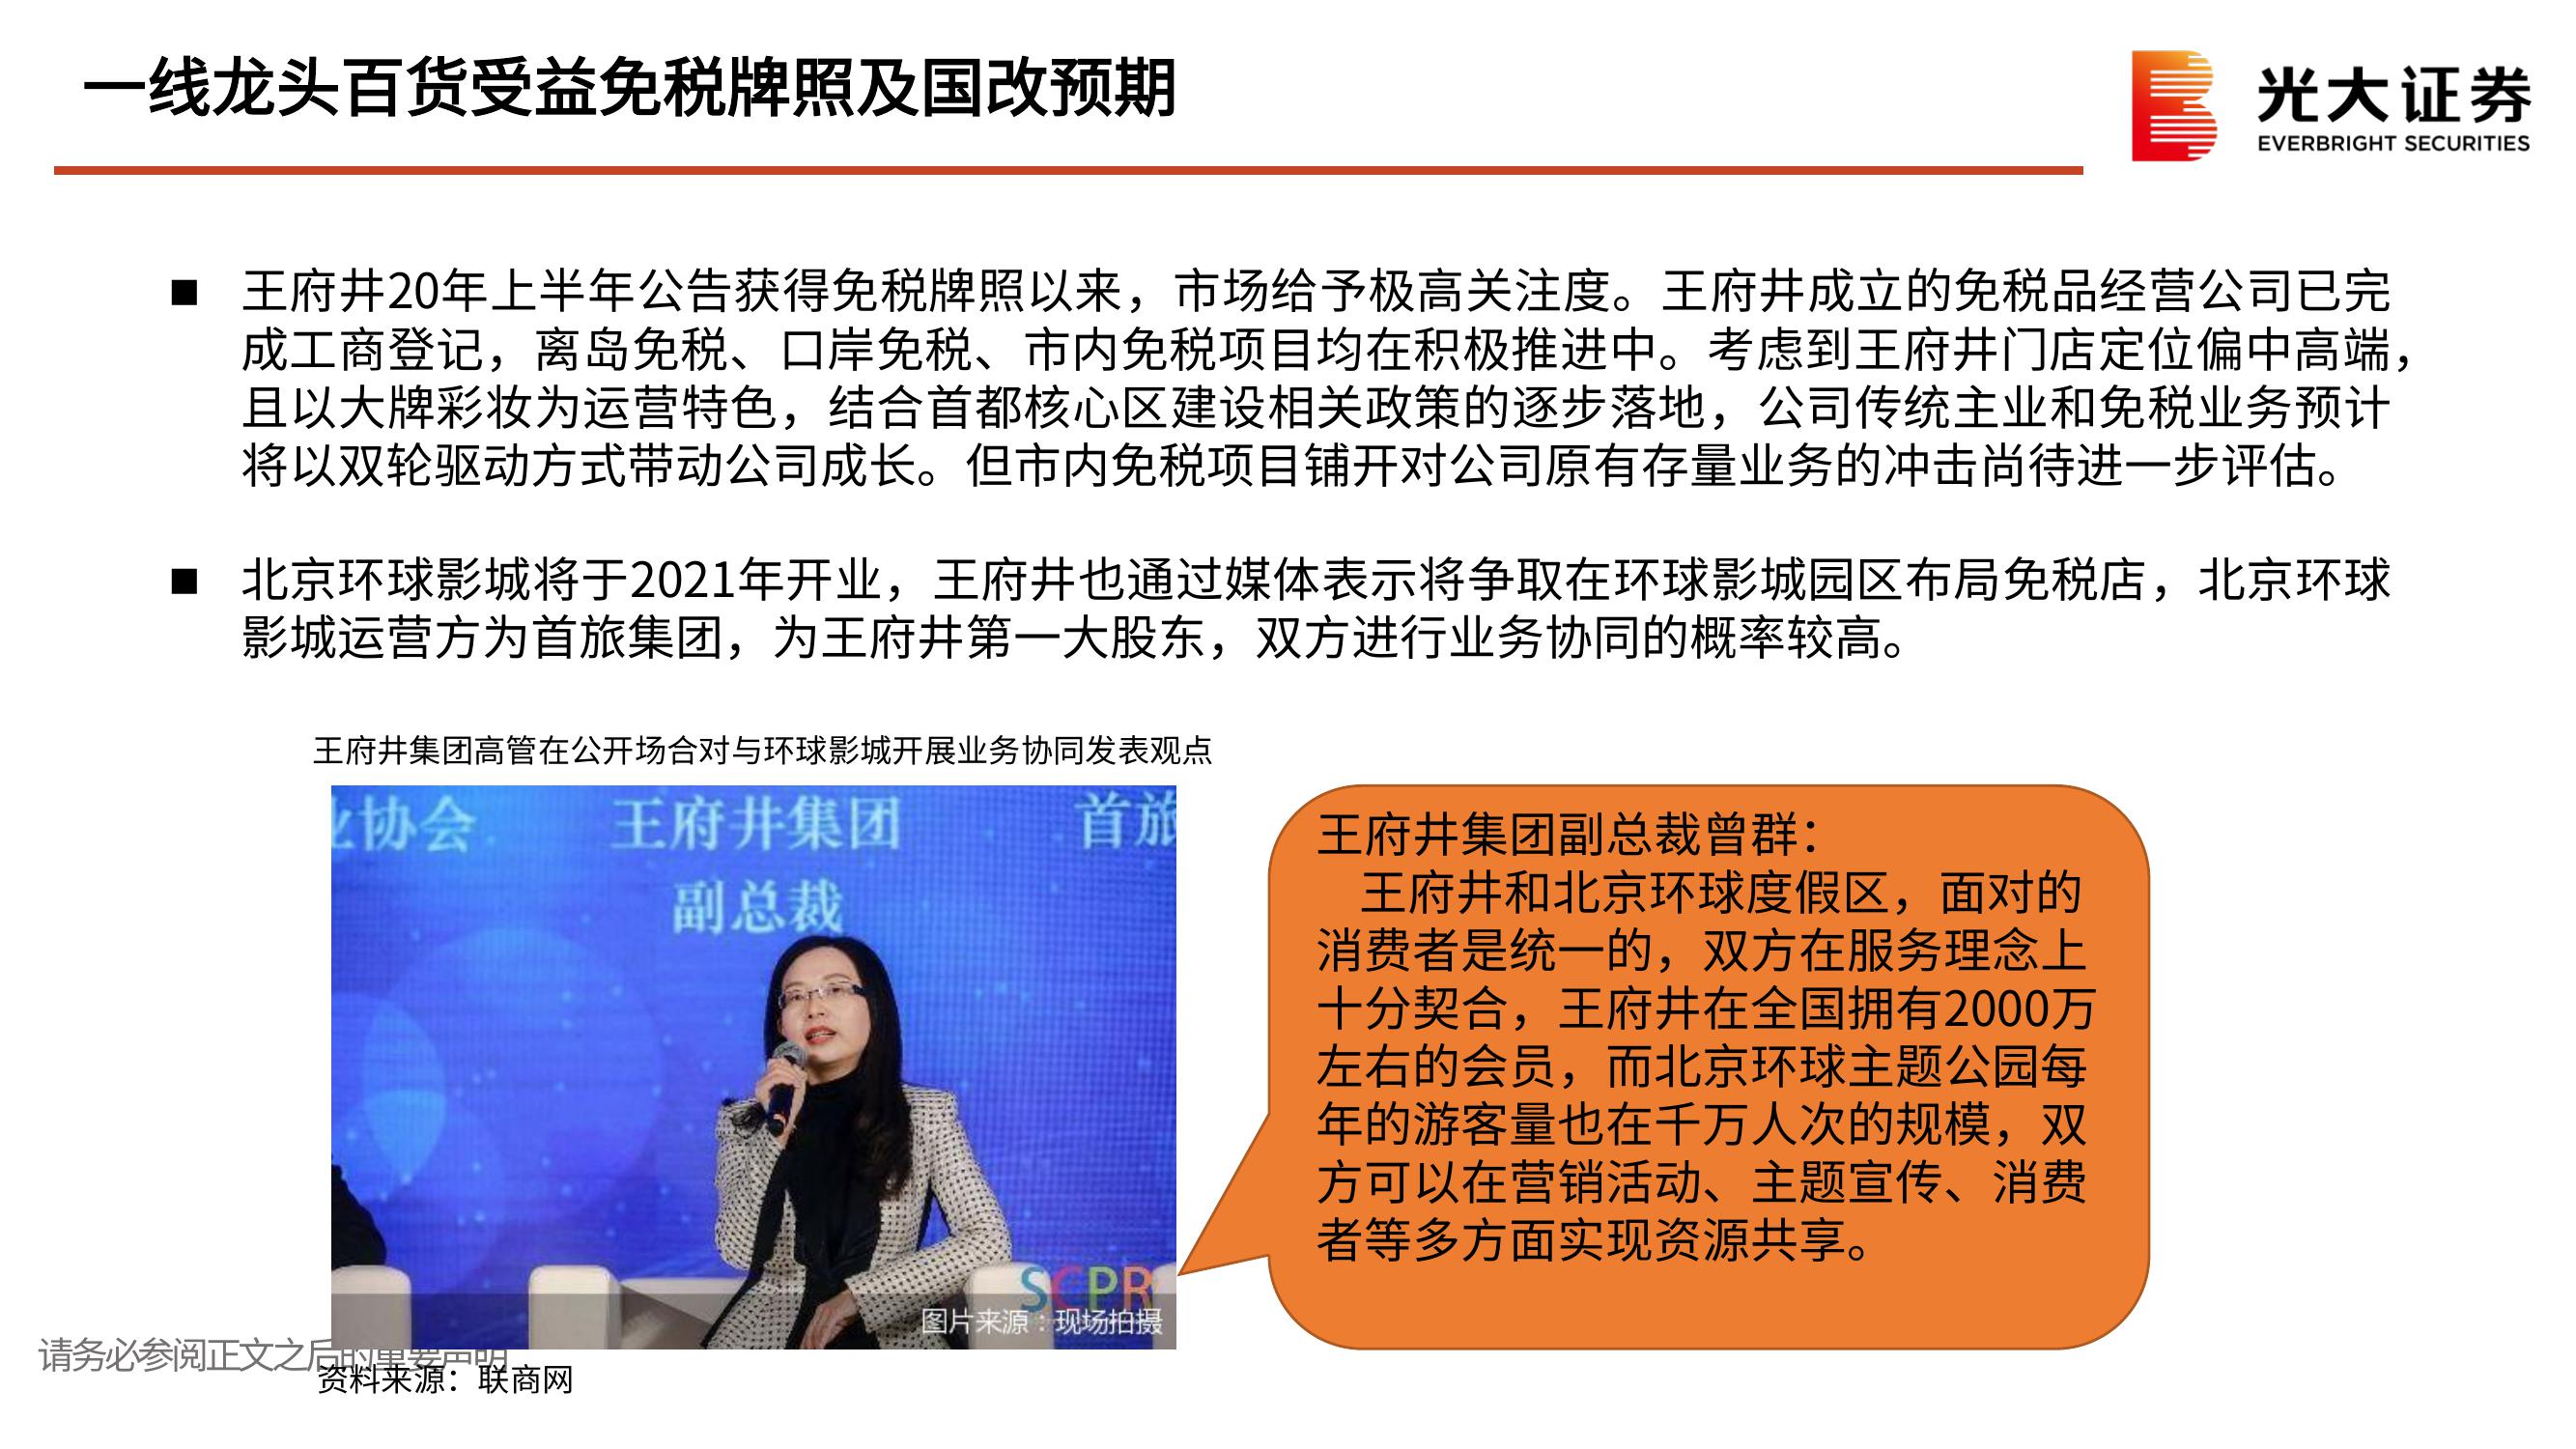 一线龙头百货受益免税牌照及国改预期
光大证券
EVERBRIGHT SECURITIES
■ 王府井20年上半年公告获得免税牌照以来，市场给予极高关注度。王府井成立的免税品经营公司已完
成工商登记，离岛免税、口岸免税、市内免税项目均在积极推进中。考虑到王府井门店定位偏中高端，
且以大牌彩妆为运营特色，结合首都核心区建设相关政策的逐步落地，公司传统主业和免税业务预计
将以双轮驱动方式带动公司成长。但市内免税项目铺开对公司原有存量业务的冲击尚待进一步评估。
■ 北京环球影城将于2021年开业，王府井也通过媒体表示将争取在环球影城园区布局免税店，北京环球
影城运营方为首旅集团，为王府井第一大股东，双方进行业务协同的概率较高。
王府井集团高管在公开场合对与环球影城开展业务协同发表观点
业协会 王府井集团 首旅
副总裁
SCPR
图片来源：现场拍摄
王府井集团副总裁曾群：
王府井和北京环球度假区，面对的
消费者是统一的，双方在服务理念上
十分契合，王府井在全国拥有2000万
左右的会员，而北京环球主题公园每
年的游客量也在千万人次的规模，双
方可以在营销活动、主题宣传、消费
者等多方面实现资源共享。
请务必参阅正文之后的重要声明
资料来源：联商网